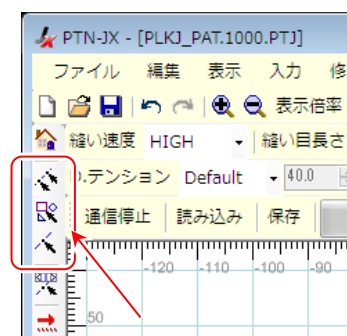 PTN-JX - [PLKJ_PAT.1000.PTJ]
ファイル 編集 表示 入力 修
表示倍率
縫い速度 HIGH 縫い目長さ
.テンション Default 40.0
通信停止 読み込み 保存
-120 -110 -100 -90
50